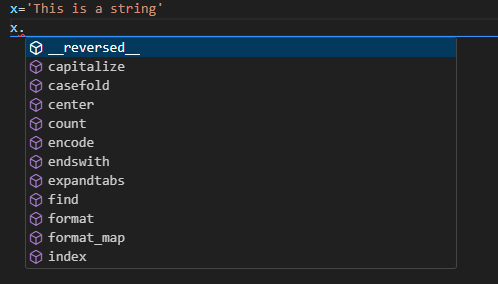 x='This is a string'
x.
__reversed__
capitalize
casefold
center
count
encode
endswith
expandtabs
find
format
format_map
index